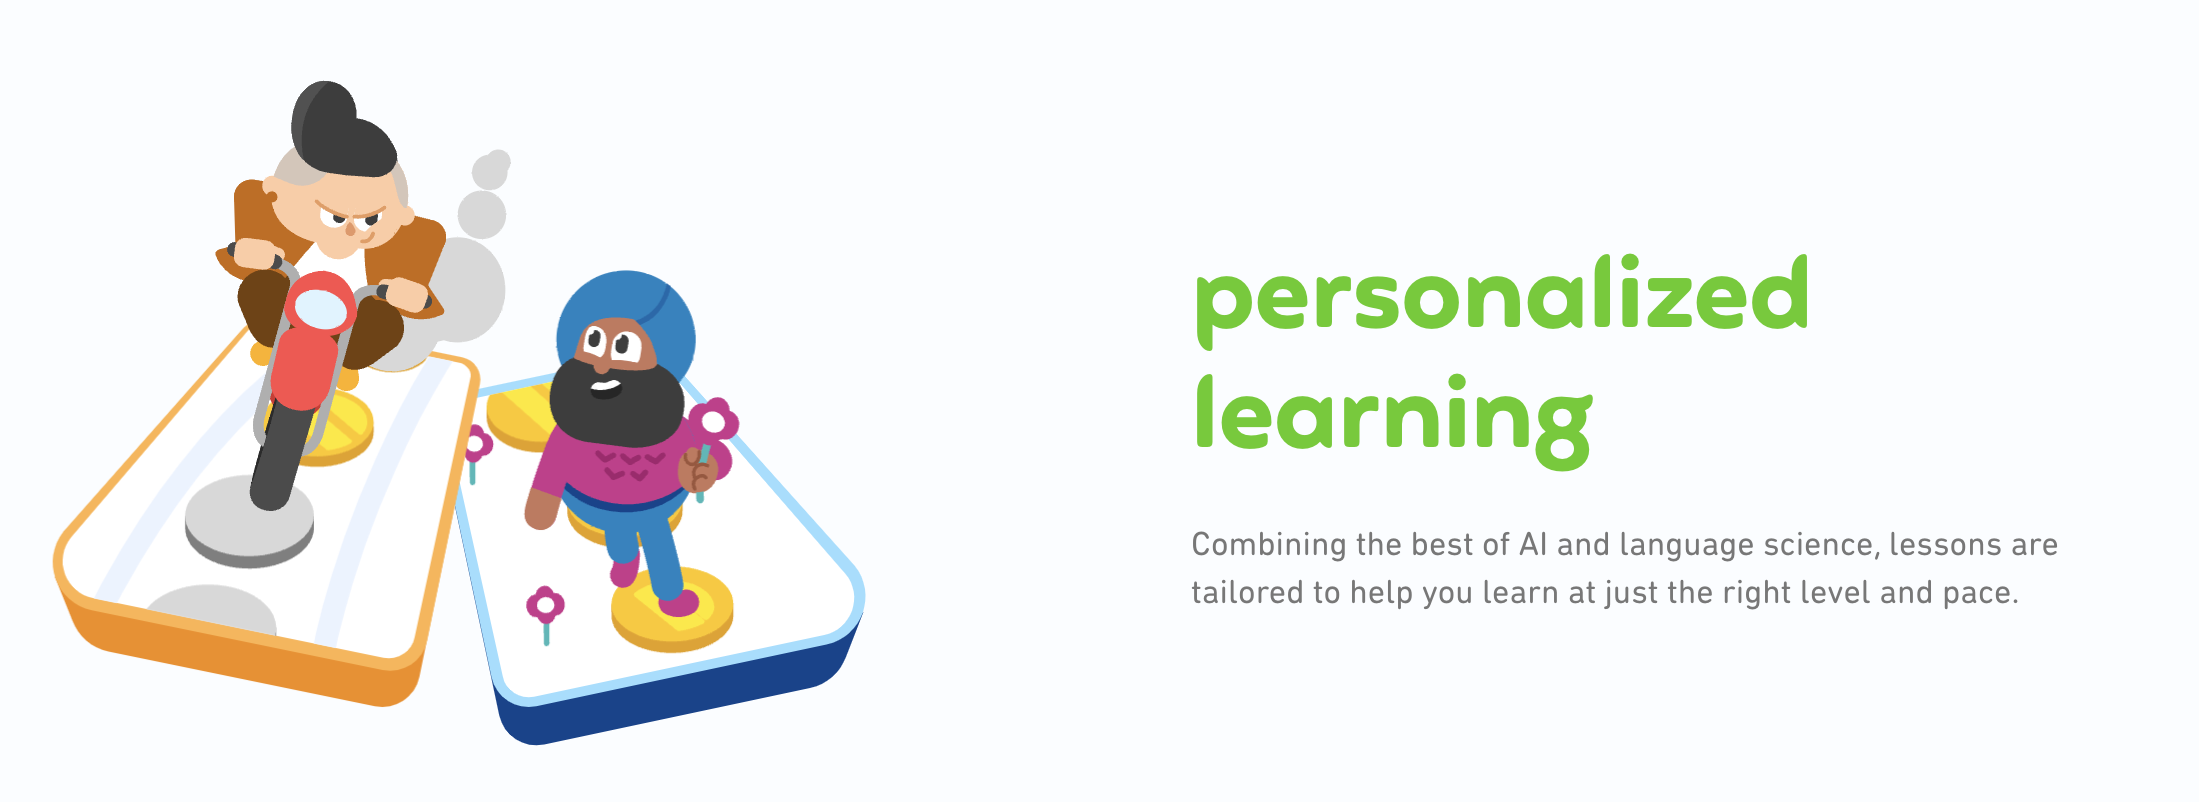 personalized
learning
Combining the best of AI and language science, lessons are
tailored to help you learn at just the right level and pace.